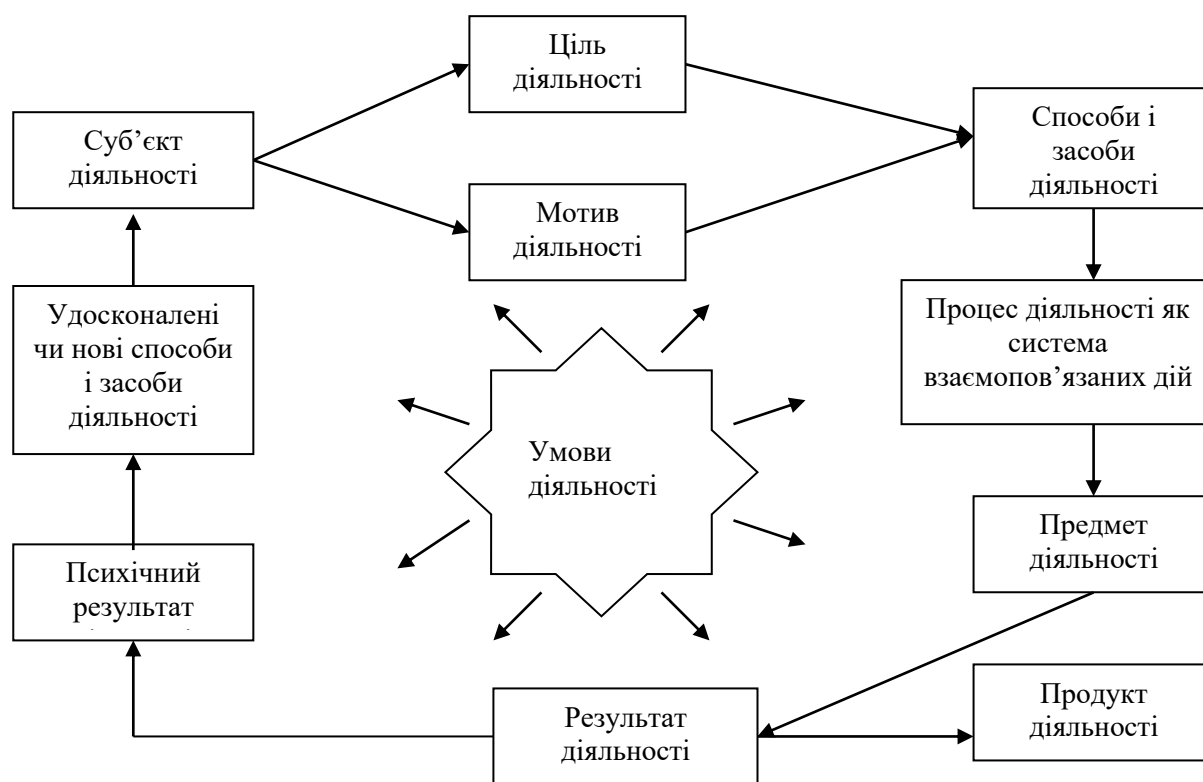 Ціль
діяльності
Суб’єкт
діяльності
Способи і
засоби
діяльності
Мотив
діяльності
Удосконалені
чи нові способи
і засоби
діяльності
Процес діяльності як
система
взаємопов’язаних дій
Умови
діяльності
Предмет
діяльності
Психічний
результат
Результат
діяльності
Продукт
діяльності